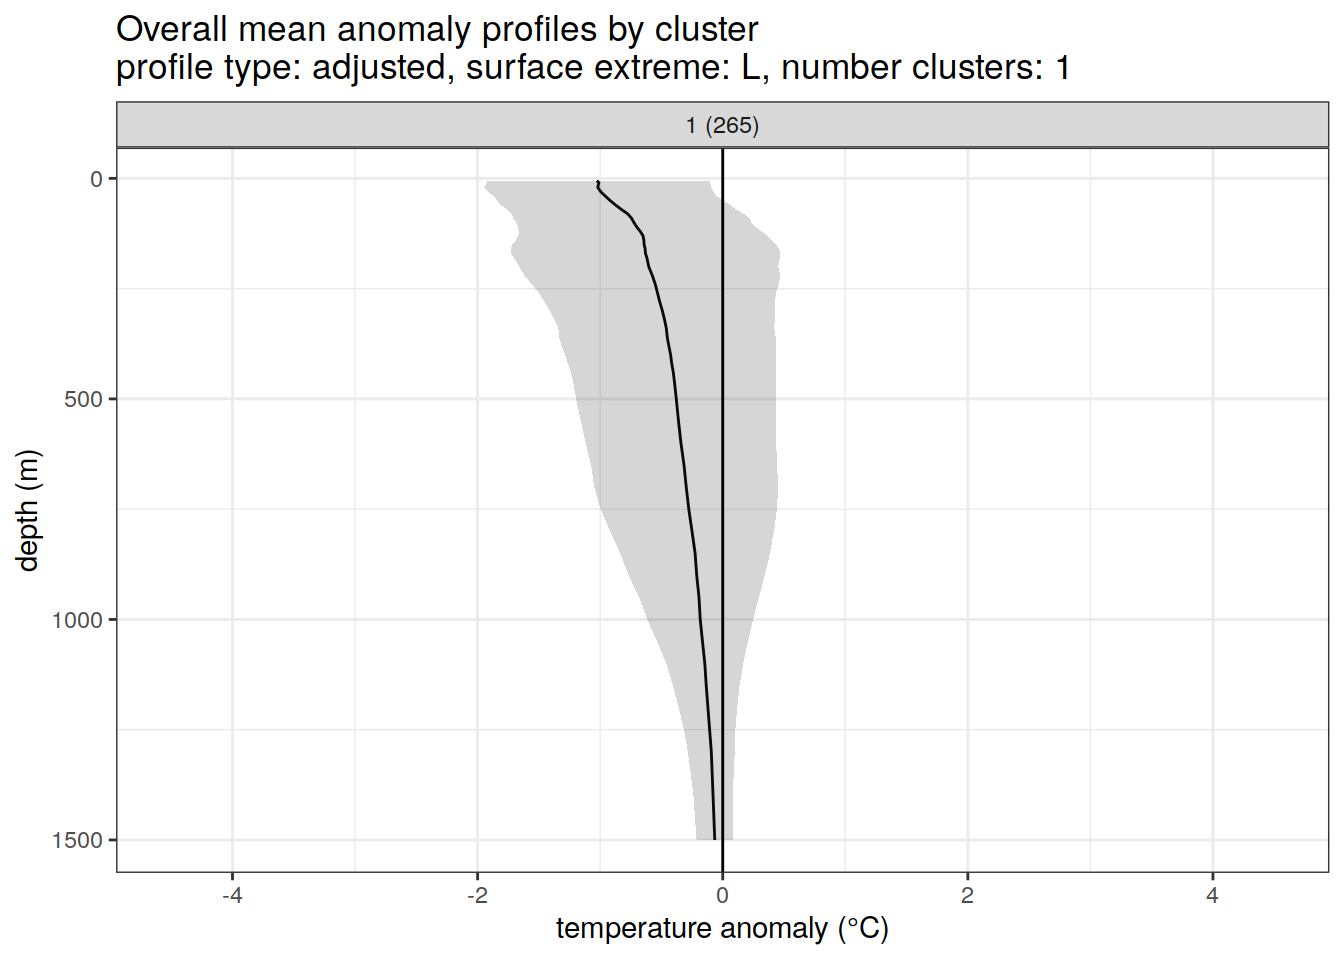 Overall mean anomaly profiles by cluster
profile type: adjusted, surface extreme: L, number clusters: 1
1 (265)
0
500
1000
1500
depth (m)
-4
-2
0
2
4
temperature anomaly (°C)